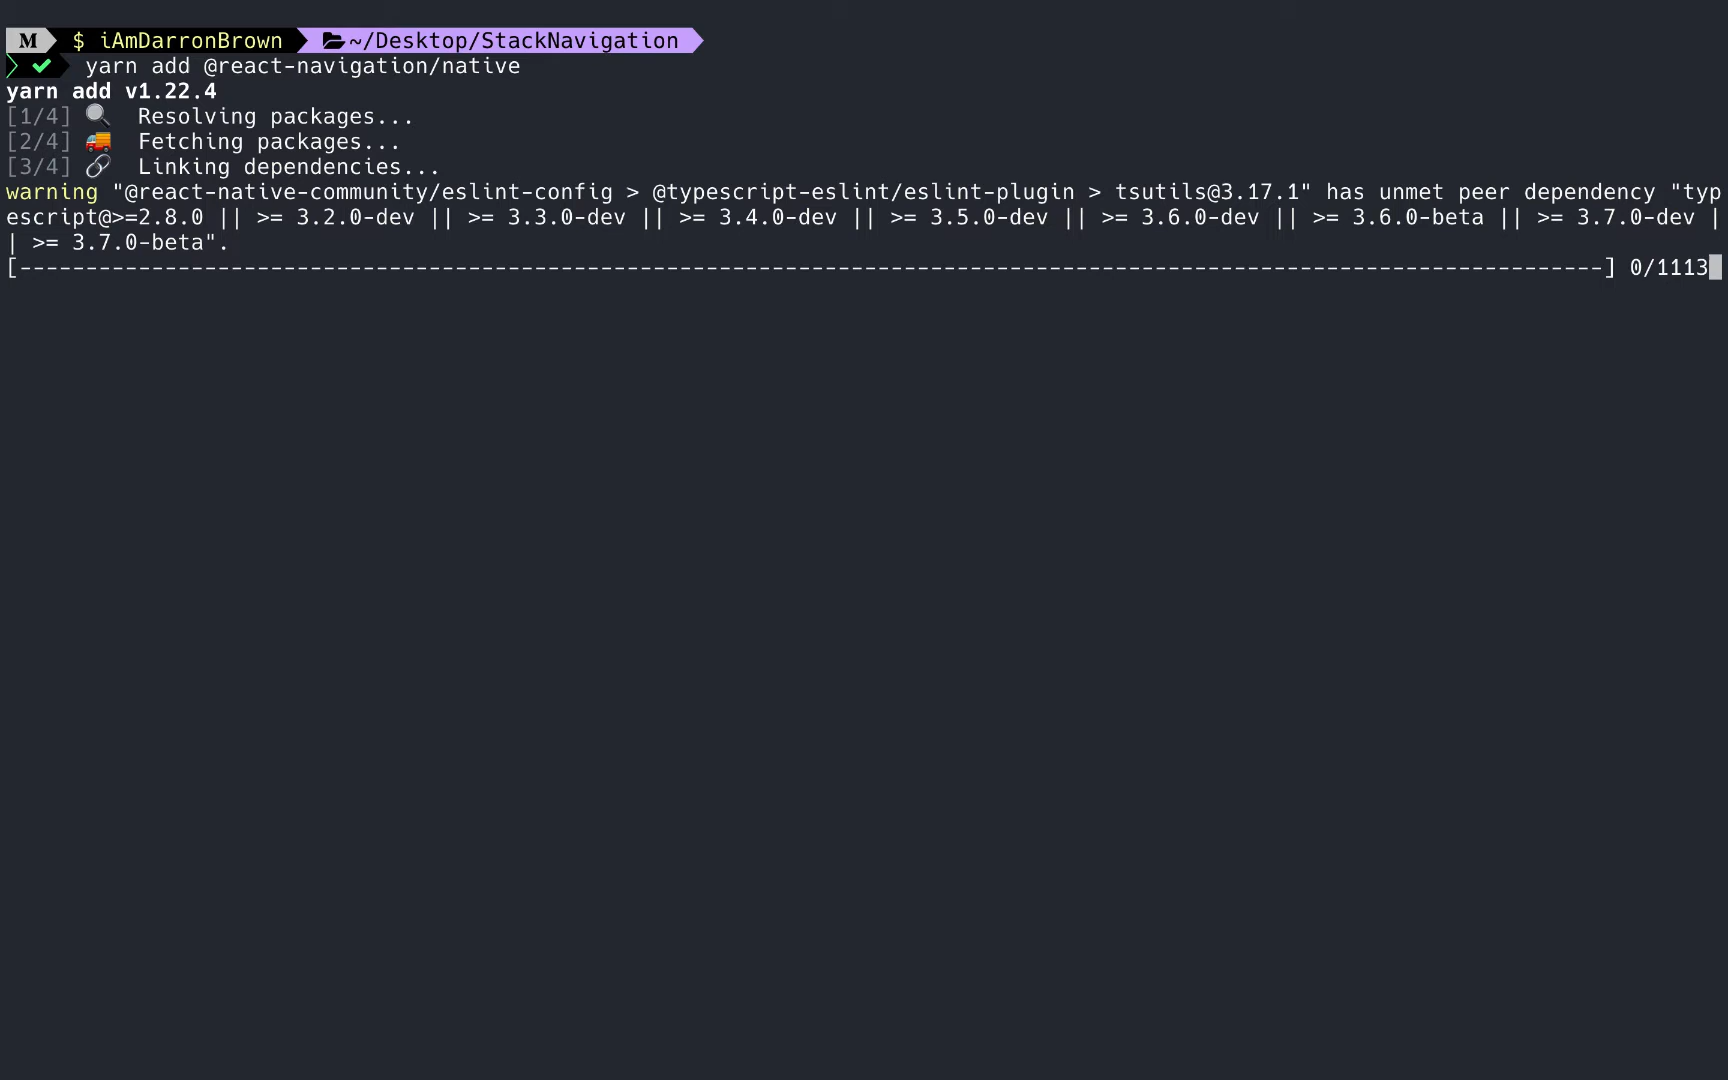 M $ iAmDarronBrown ~/Desktop/StackNavigation
yarn add @react-navigation/native
yarn add v1.22.4
[1/4] 🔍 Resolving packages...
[2/4] 🚚 Fetching packages...
[3/4] 🔗 Linking dependencies...
warning "@react-native-community/eslint-config > @typescript-eslint/eslint-plugin > tsutils@3.17.1" has unmet peer dependency "typ
escript@>=2.8.0 || >= 3.2.0-dev || >= 3.3.0-dev || >= 3.4.0-dev || >= 3.5.0-dev || >= 3.6.0-dev || >= 3.6.0-beta || >= 3.7.0-dev |
| >= 3.7.0-beta".
[------------------------------------------------------------------------------------------------------------------------] 0/1113